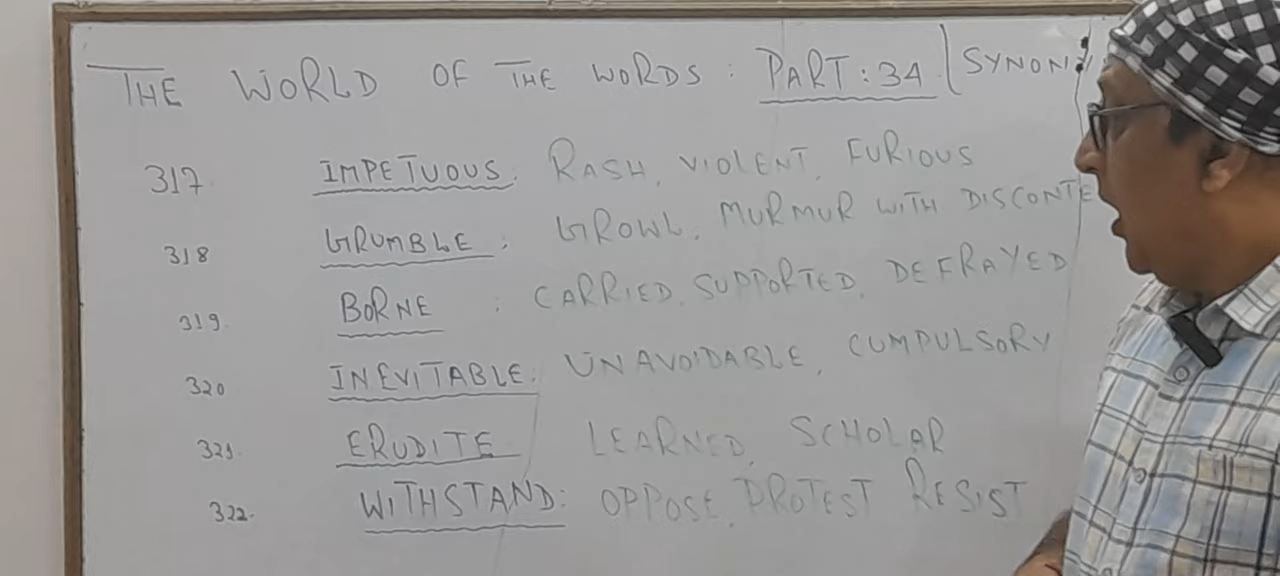 THE WORLD OF THE WORDS : PART : 34 (SYNON
317 IMPETUOUS. RASH, VIOLENT, FURIOUS
318 GRUMBLE : GROWL, MURMUR WITH DISCONTE
319. BORNE : CARRIED, SUPPORTED, DEFRAYED
320 INEVITABLE: UNAVOIDABLE, CUMPULSORY
321. ERUDITE LEARNED, SCHOLAR
322. WITHSTAND: OPPOSE, PROTEST RESIST